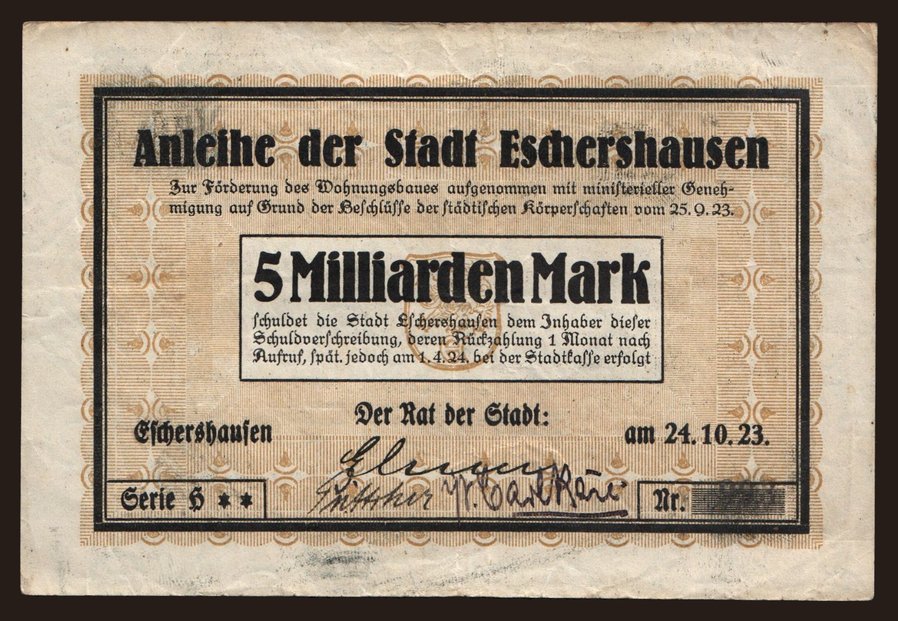 Anleihe der Stadt Eschershausen
Zur Förderung des Wohnungsbaues aufgenommen mit ministerieller Geneh-
migung auf Grund der Beschlüsse der städtischen Körperschaften vom 25.9.23.
5 Milliarden Mark
schuldet die Stadt Eschershausen dem Inhaber dieser
Schuldverschreibung, deren Rückzahlung 1 Monat nach
Aufruf, spät. jedoch am 1.4.24. bei der Stadtkasse erfolgt
Der Rat der Stadt:
Eschershausen
am 24.10.23.
Serie H **
Nr.